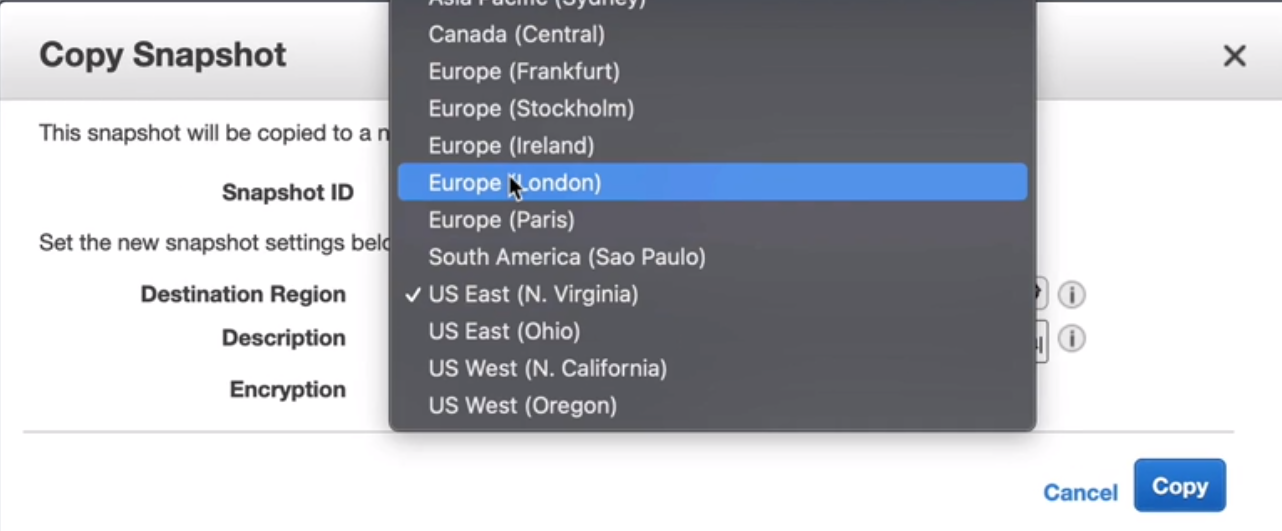 Asia Pacific (Sydney)
Copy Snapshot
Canada (Central)
Europe (Frankfurt)
Europe (Stockholm)
This snapshot will be copied to a n
Europe (Ireland)
Snapshot ID
Europe (London)
Europe (Paris)
Set the new snapshot settings belo
South America (Sao Paulo)
Destination Region
✓ US East (N. Virginia)
Description
US East (Ohio)
US West (N. California)
Encryption
US West (Oregon)
Cancel
Copy